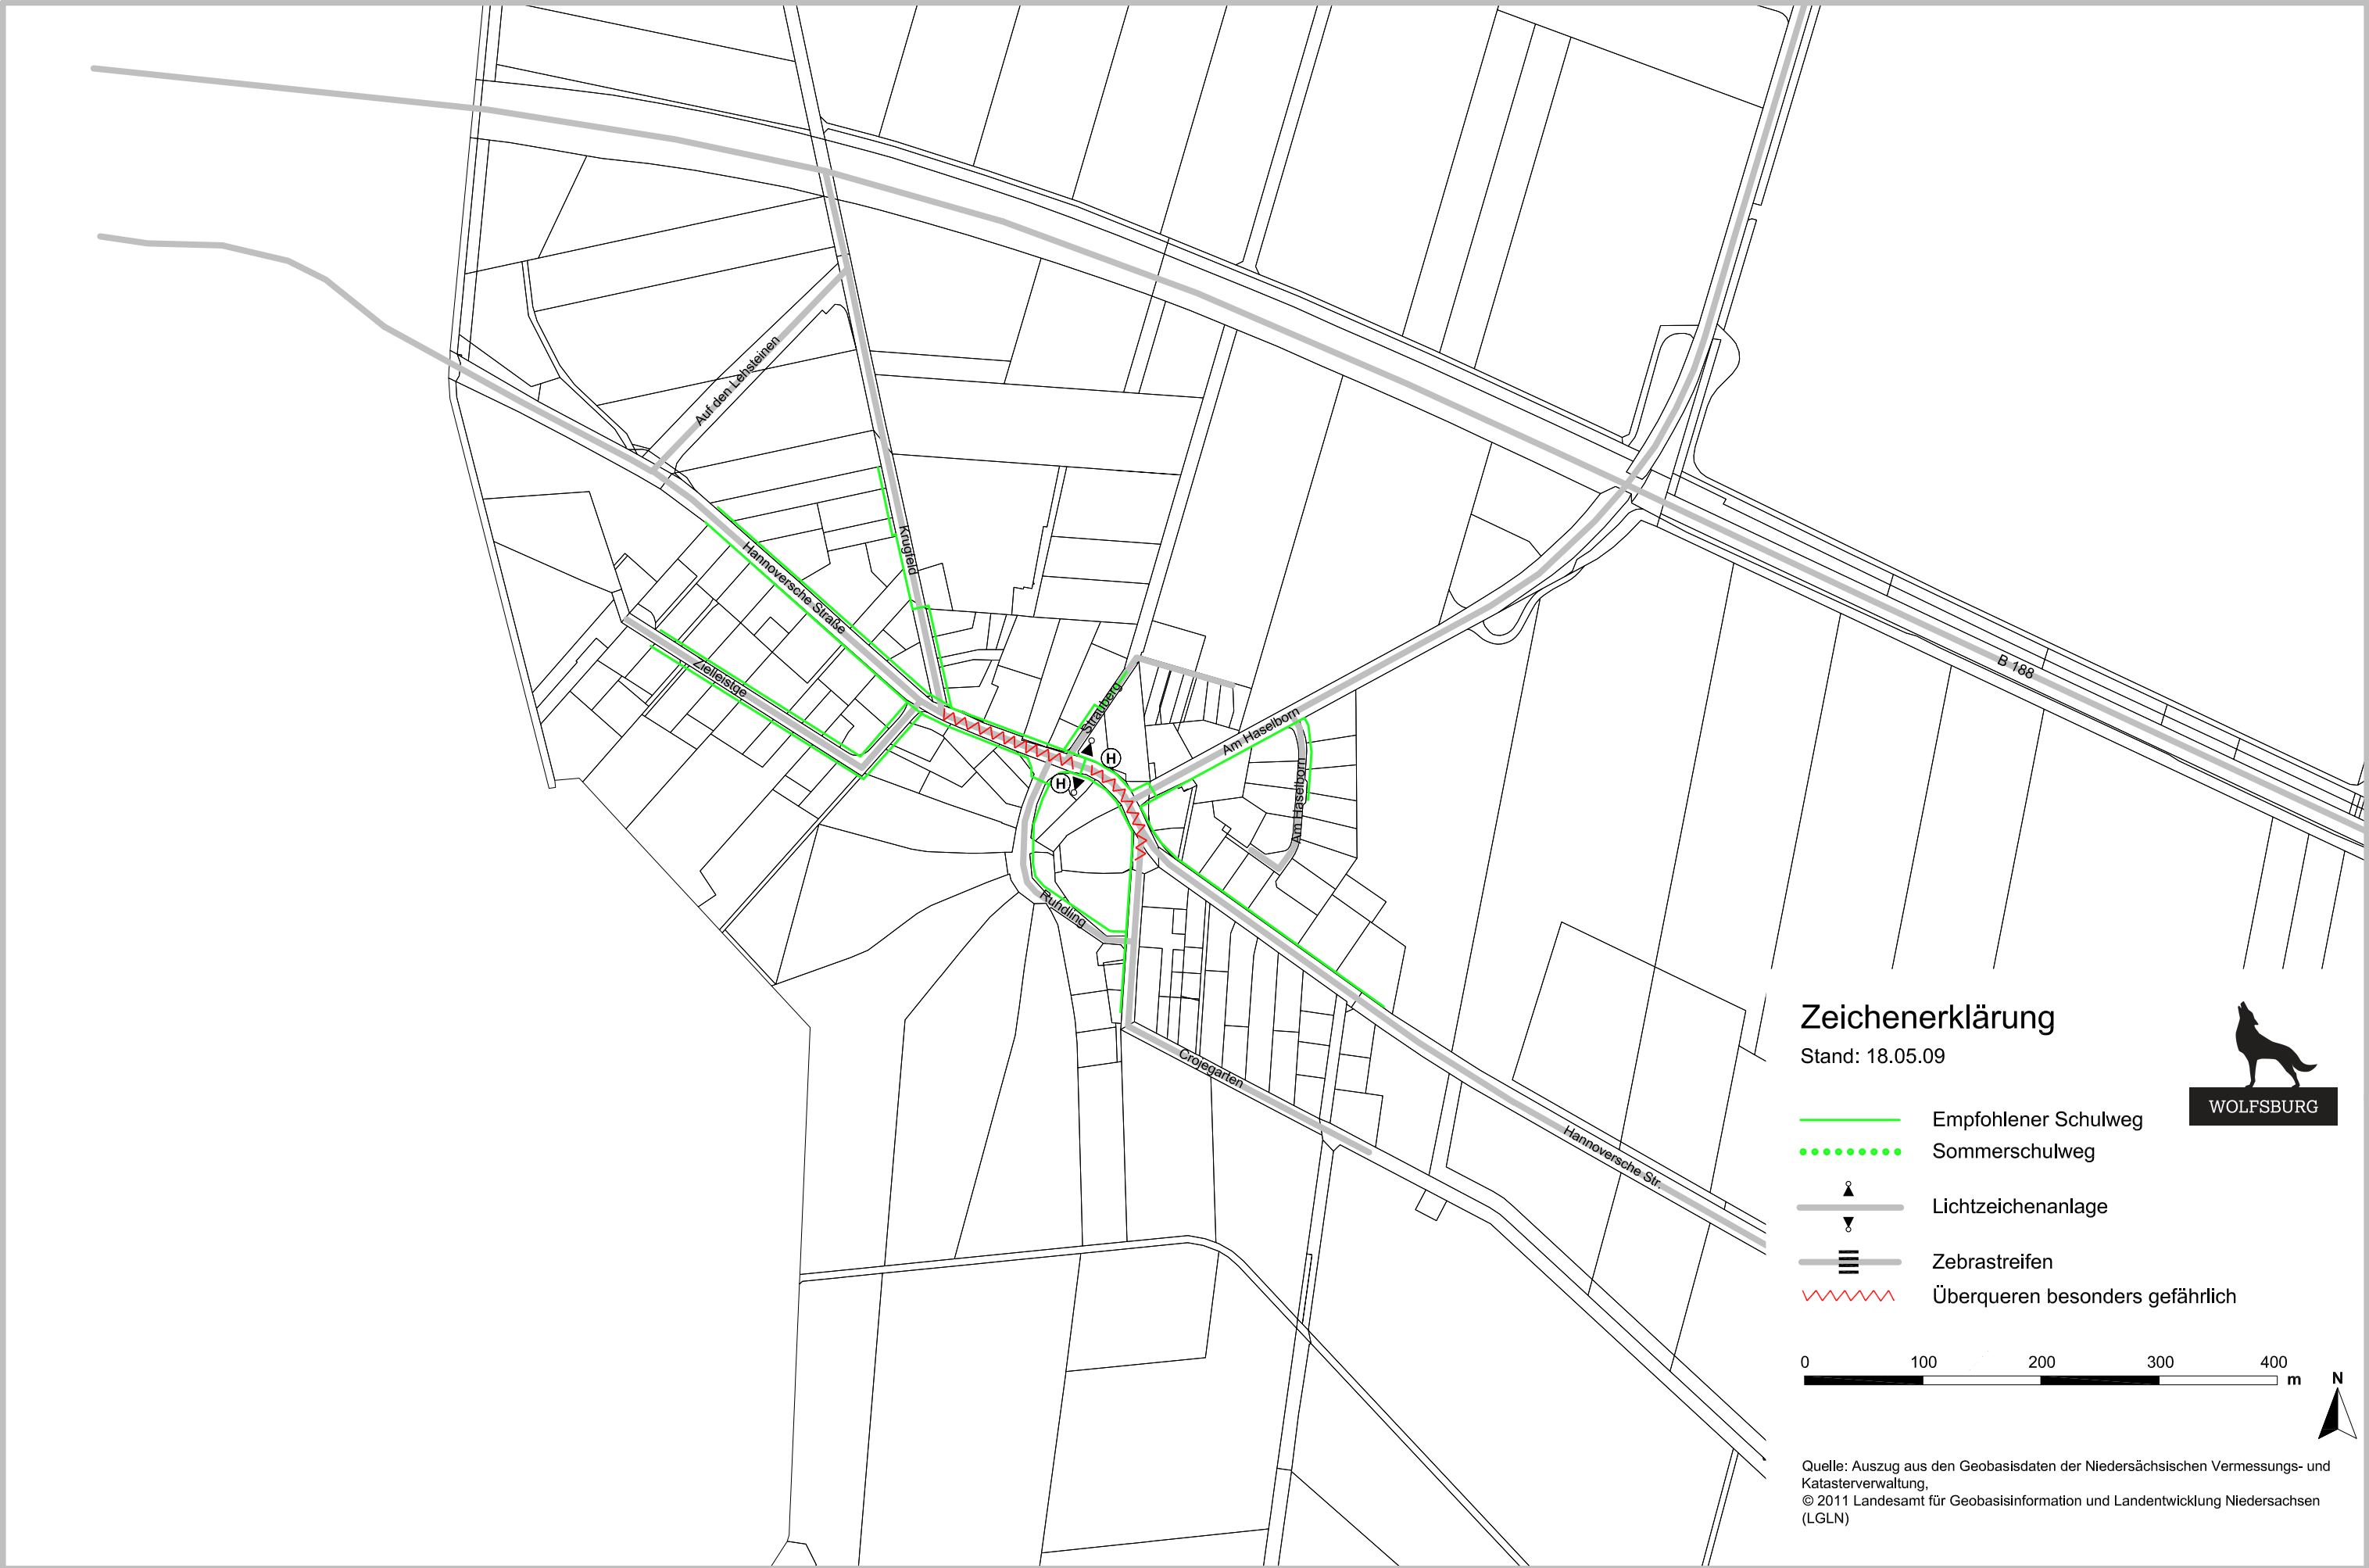 Auf den Lehsteinen
Krugfeld
Hannoversche Straße
B 188
Zielleistge
Strauberg
H
H
Am Haselborn
Am Haselborn
Ruhdling
Crojegarten
Hannoversche Str.
Zeichenerklärung
Stand: 18.05.09
WOLFSBURG
Empfohlener Schulweg
Sommerschulweg
Lichtzeichenanlage
Zebrastreifen
Überqueren besonders gefährlich
0 100 200 300 400
m
N
Quelle: Auszug aus den Geobasisdaten der Niedersächsischen Vermessungs- und
Katasterverwaltung,
© 2011 Landesamt für Geobasisinformation und Landentwicklung Niedersachsen
(LGLN)